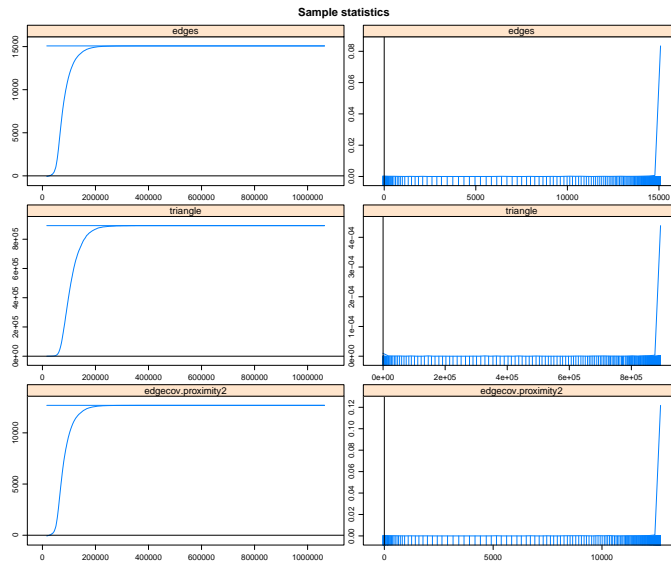 Sample statistics
edges
edges
0
5000
10000
15000
0 200000 400000 600000 800000 1000000
0.00 0.02 0.04 0.06 0.08
0 5000 10000 15000
triangle
triangle
0e+00 2e+05 4e+05 6e+05 8e+05
0 200000 400000 600000 800000 1000000
0e+00 1e-04 2e-04 3e-04 4e-04
0e+00 2e+05 4e+05 6e+05 8e+05
edgecov.proximity2
edgecov.proximity2
0 5000 10000
0 200000 400000 600000 800000 1000000
0.00 0.02 0.04 0.06 0.08 0.10 0.12
0 5000 10000